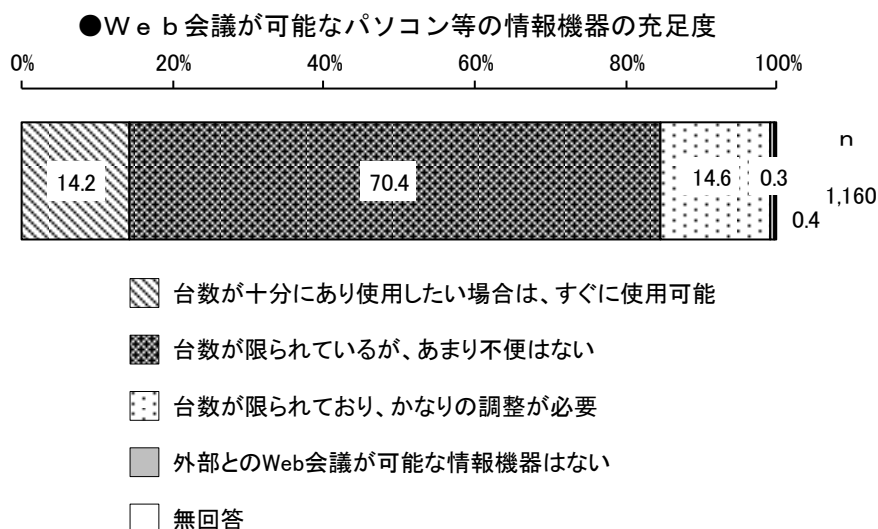 ●Ｗｅｂ会議が可能なパソコン等の情報機器の充足度
0% 20% 40% 60% 80% 100%
ｎ
14.2 70.4 14.6 0.3 1,160
0.4
台数が十分にあり使用したい場合は、すぐに使用可能
台数が限られているが、あまり不便はない
台数が限られており、かなりの調整が必要
外部とのWeb会議が可能な情報機器はない
無回答